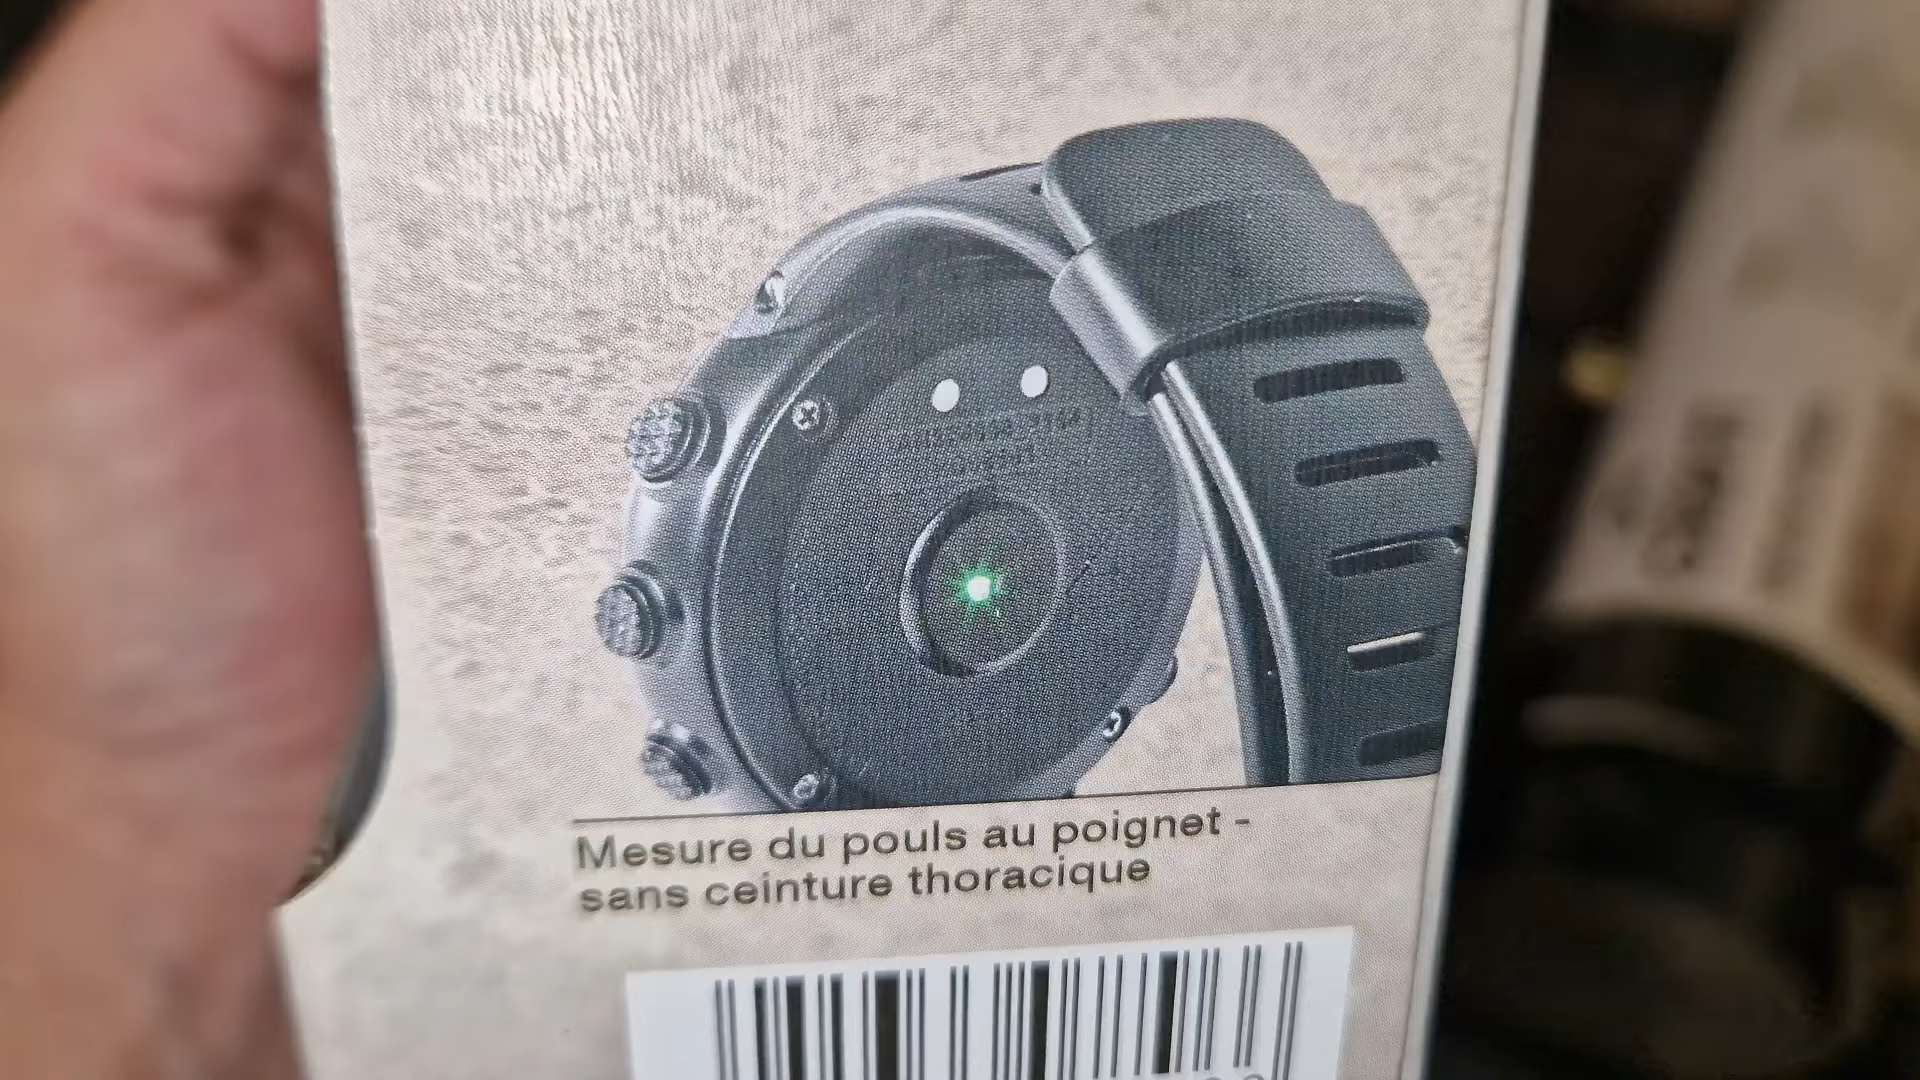 Mesure du pouls au poignet -
sans ceinture thoracique